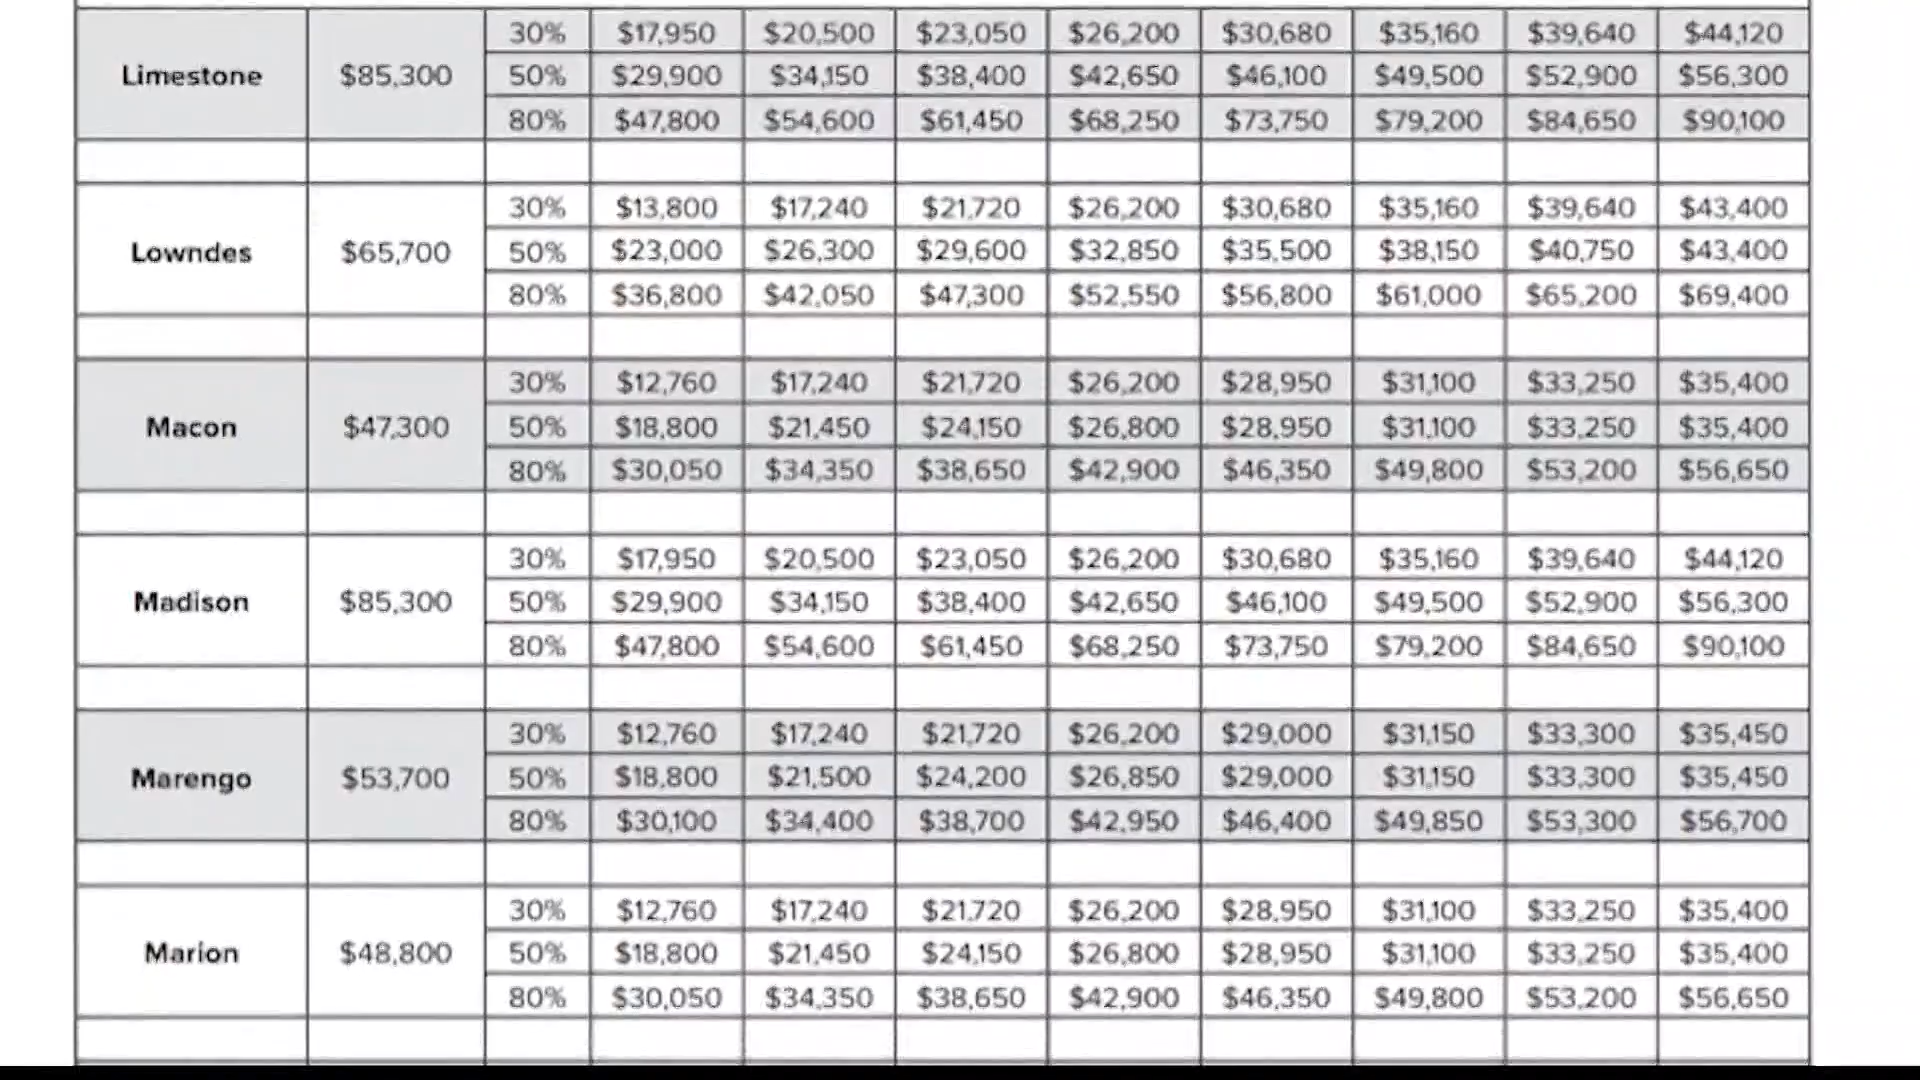 30% $17,950 $20,500 $23,050 $26,200 $30,680 $35,160 $39,640 $44,120
Limestone $85,300 50% $29,900 $34,150 $38,400 $42,650 $46,100 $49,500 $52,900 $56,300
80% $47,800 $54,600 $61,450 $68,250 $73,750 $79,200 $84,650 $90,100
30% $13,800 $17,240 $21,720 $26,200 $30,680 $35,160 $39,640 $43,400
Lowndes $65,700 50% $23,000 $26,300 $29,600 $32,850 $35,500 $38,150 $40,750 $43,400
80% $36,800 $42,050 $47,300 $52,550 $56,800 $61,000 $65,200 $69,400
30% $12,760 $17,240 $21,720 $26,200 $28,950 $31,100 $33,250 $35,400
Macon $47,300 50% $18,800 $21,450 $24,150 $26,800 $28,950 $31,100 $33,250 $35,400
80% $30,050 $34,350 $38,650 $42,900 $46,350 $49,800 $53,200 $56,650
30% $17,950 $20,500 $23,050 $26,200 $30,680 $35,160 $39,640 $44,120
Madison $85,300 50% $29,900 $34,150 $38,400 $42,650 $46,100 $49,500 $52,900 $56,300
80% $47,800 $54,600 $61,450 $68,250 $73,750 $79,200 $84,650 $90,100
30% $12,760 $17,240 $21,720 $26,200 $29,000 $31,150 $33,300 $35,450
Marengo $53,700 50% $18,800 $21,500 $24,200 $26,850 $29,000 $31,150 $33,300 $35,450
80% $30,100 $34,400 $38,700 $42,950 $46,400 $49,850 $53,300 $56,700
30% $12,760 $17,240 $21,720 $26,200 $28,950 $31,100 $33,250 $35,400
Marion $48,800 50% $18,800 $21,450 $24,150 $26,800 $28,950 $31,100 $33,250 $35,400
80% $30,050 $34,350 $38,650 $42,900 $46,350 $49,800 $53,200 $56,650